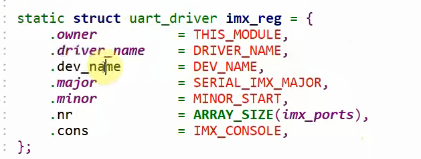 static struct uart_driver imx_reg = {
.owner = THIS_MODULE,
.driver_name = DRIVER_NAME,
.dev_name = DEV_NAME,
.major = SERIAL_IMX_MAJOR,
.minor = MINOR_START,
.nr = ARRAY_SIZE(imx_ports),
.cons = IMX_CONSOLE,
};